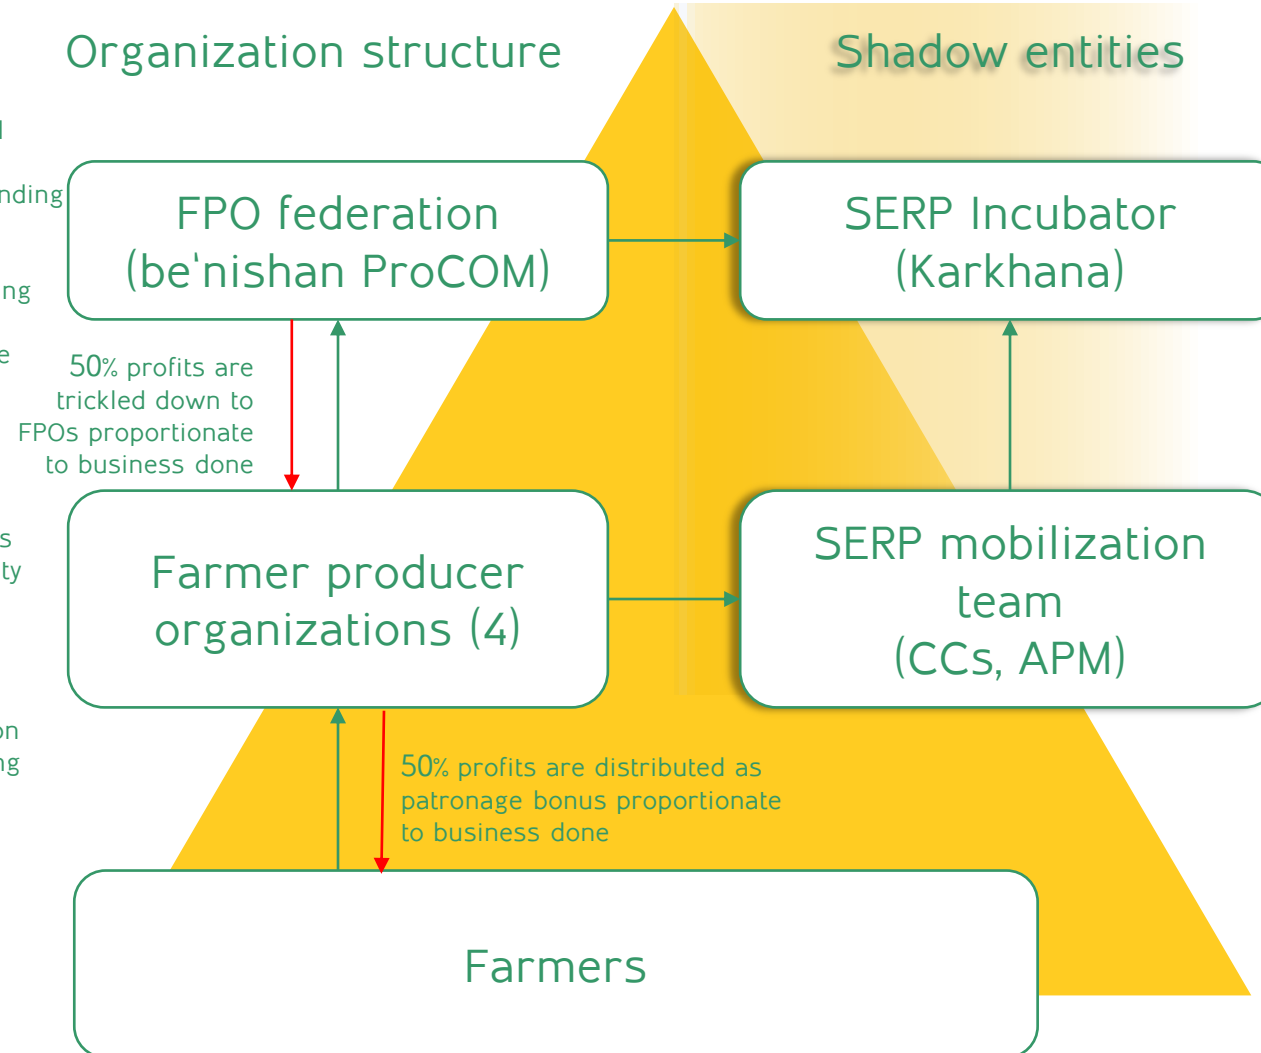 Organization structure
Shadow entities
FPO federation
(be'nishan ProCOM)
SERP Incubator
(Karkhana)
50% profits are
trickled down to
FPOs proportionate
to business done
Farmer producer
organizations (4)
SERP mobilization
team
(CCs, APM)
50% profits are distributed as
patronage bonus proportionate
to business done
Farmers